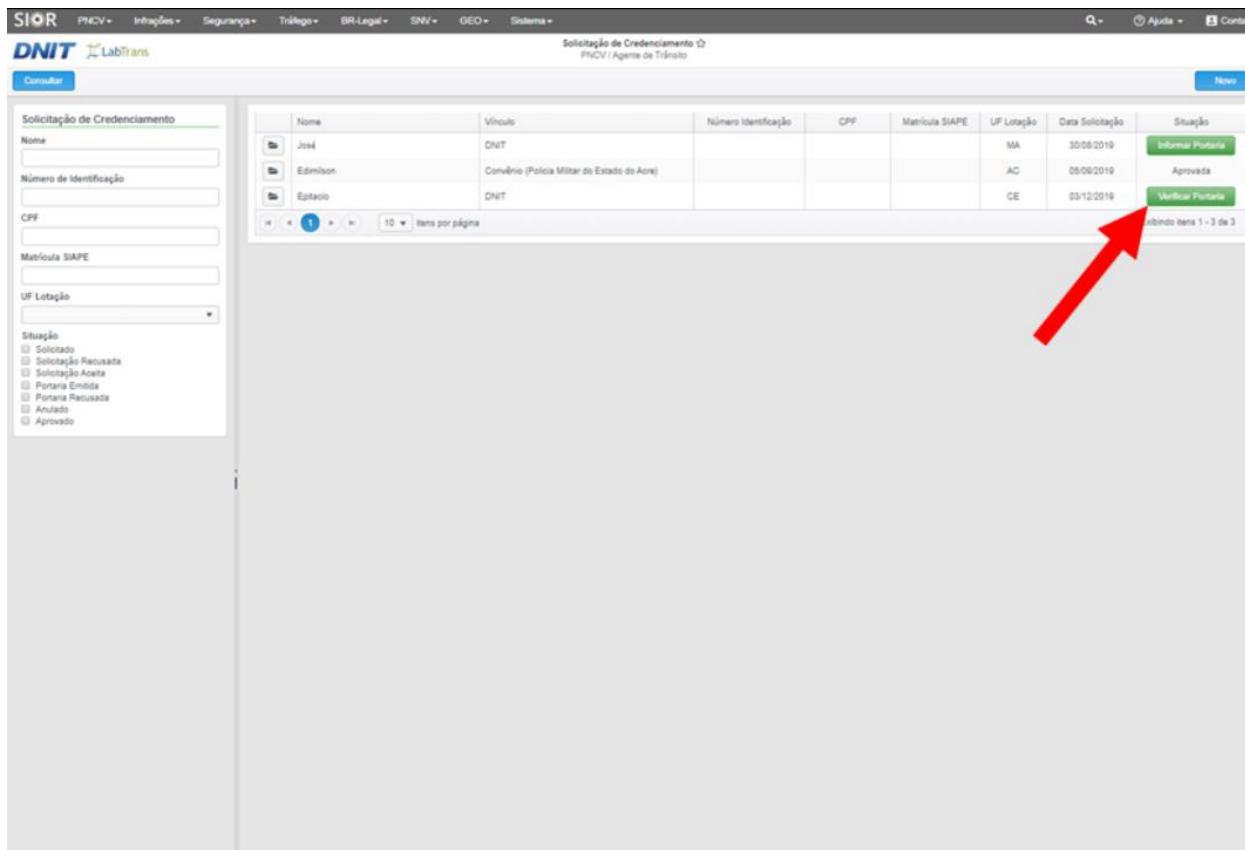 SIOR PNCV Infrações Segurança Tráfego BR-Legal SNV GEO Sistema Ajuda Conta
DNIT LabTrans
Solicitação de Credenciamento
PNCV / Agente de Trânsito
Consultar Novo
Solicitação de Credenciamento
Nome
Número de Identificação
CPF
Matrícula SIAPE
UF Lotação
Situação
Solicitado
Solicitação Recusada
Solicitação Aceita
Portaria Emitida
Portaria Recusada
Anulado
Aprovado
Nome Vínculo Número Identificação CPF Matrícula SIAPE UF Lotação Data Solicitação Situação
José DNIT MA 30/08/2019 Informar Portaria
Edimilson Convênio (Polícia Militar do Estado do Acre) AC 05/09/2019 Aprovada
Epitacio DNIT CE 03/12/2019 Verificar Portaria
1 10 itens por página xibindo itens 1 - 3 de 3